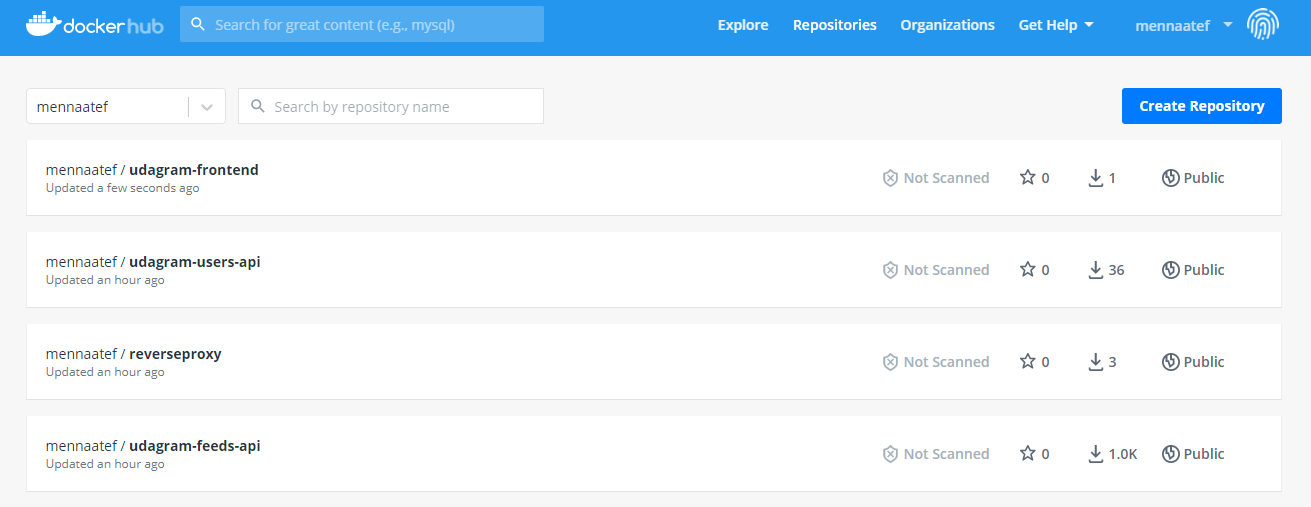 dockerhub Search for great content (e.g., mysql) Explore Repositories Organizations Get Help mennaatef
mennaatef Search by repository name Create Repository
mennaatef / udagram-frontend Not Scanned 0 1 Public
Updated a few seconds ago
mennaatef / udagram-users-api Not Scanned 0 36 Public
Updated an hour ago
mennaatef / reverseproxy Not Scanned 0 3 Public
Updated an hour ago
mennaatef / udagram-feeds-api Not Scanned 0 1.0K Public
Updated an hour ago